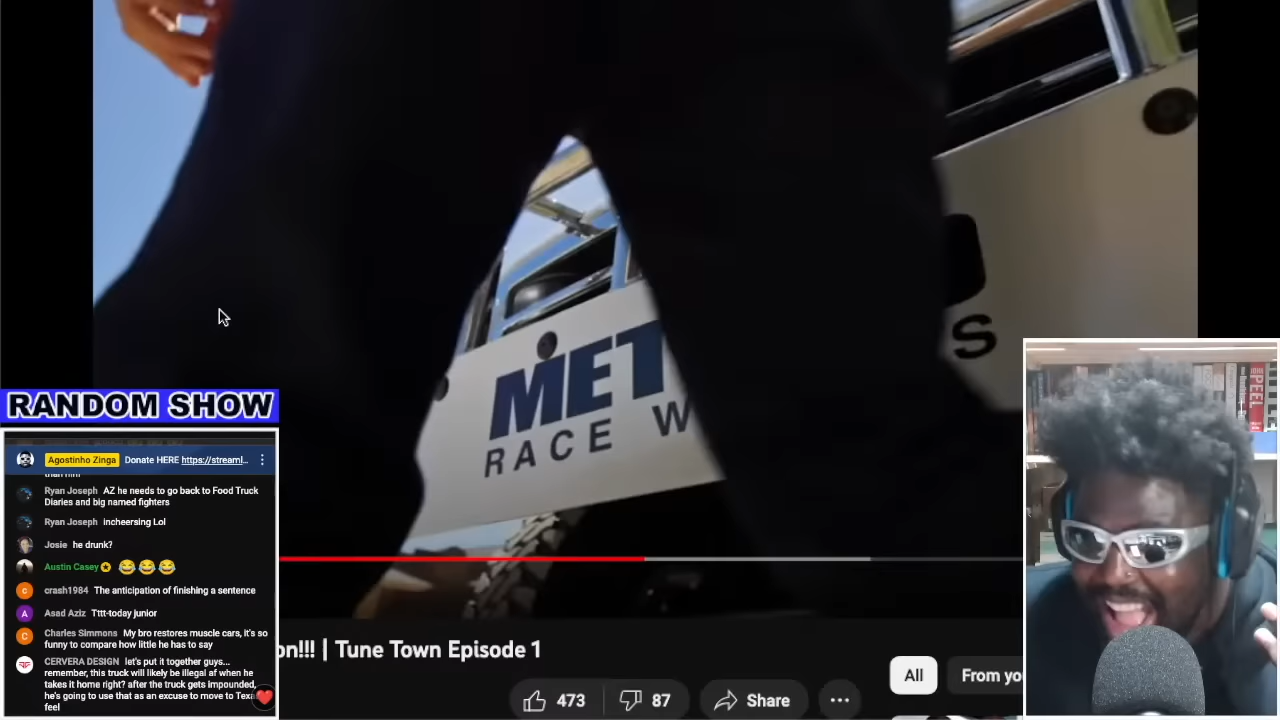 MET
RACE W
S
RANDOM SHOW
Agostinho Zinga Donate HERE https://streaml...
than him
Ryan Joseph AZ he needs to go back to Food Truck
Diaries and big named fighters
Ryan Joseph incheersing Lol
Josie he drunk?
Austin Casey
crash1984 The anticipation of finishing a sentence
Asad Aziz Tttt-today junior
Charles Simmons My bro restores muscle cars, it's so
funny to compare how little he has to say
CERVERA DESIGN let's put it together guys...
remember, this truck will likely be illegal af when he
takes it home right? after the truck gets impounded,
he's going to use that as an excuse to move to Texa
feel
on!!! | Tune Town Episode 1
473 87 Share ...
All From yo
PEEL